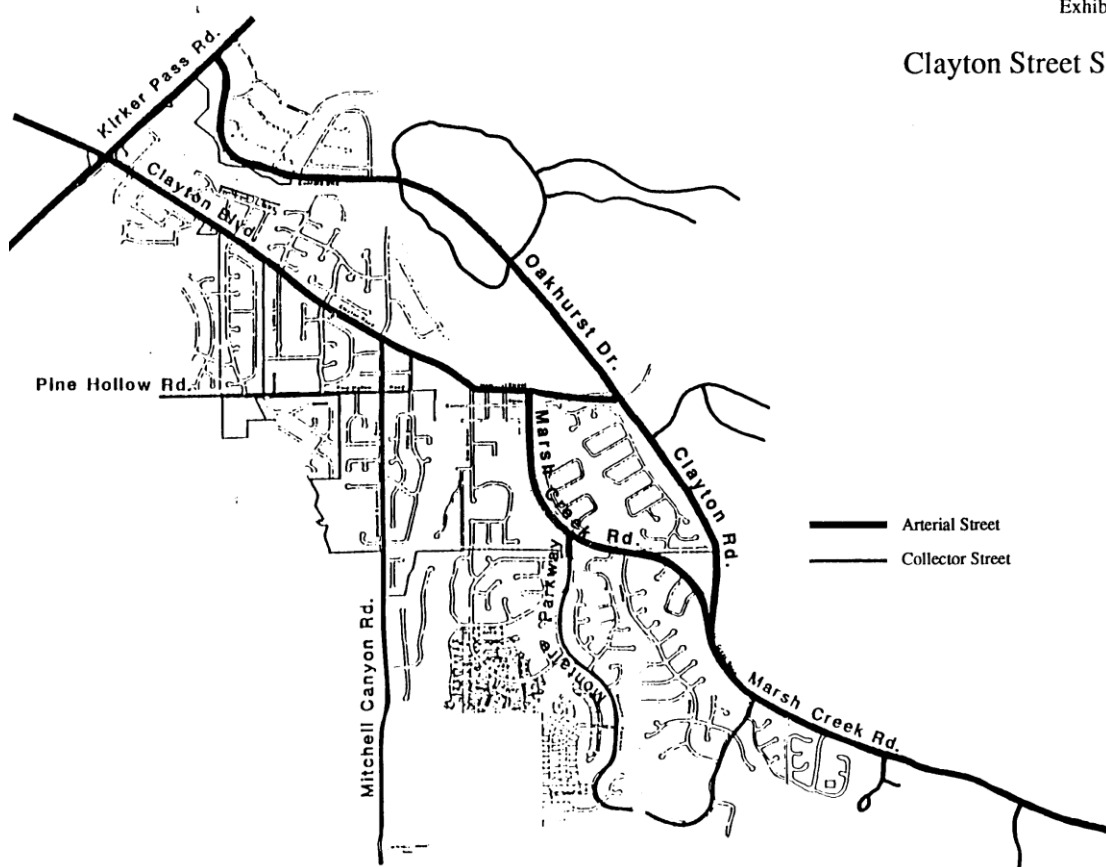 Exhib
Clayton Street S
Kirker Pass Rd.
Clayton Blvd.
Oakhurst Dr.
Pine Hollow Rd.
Marsh Creek Rd.
Clayton Rd.
Arterial Street
Collector Street
Mitchell Canyon Rd.
Montaire Parkway
Marsh Creek Rd.